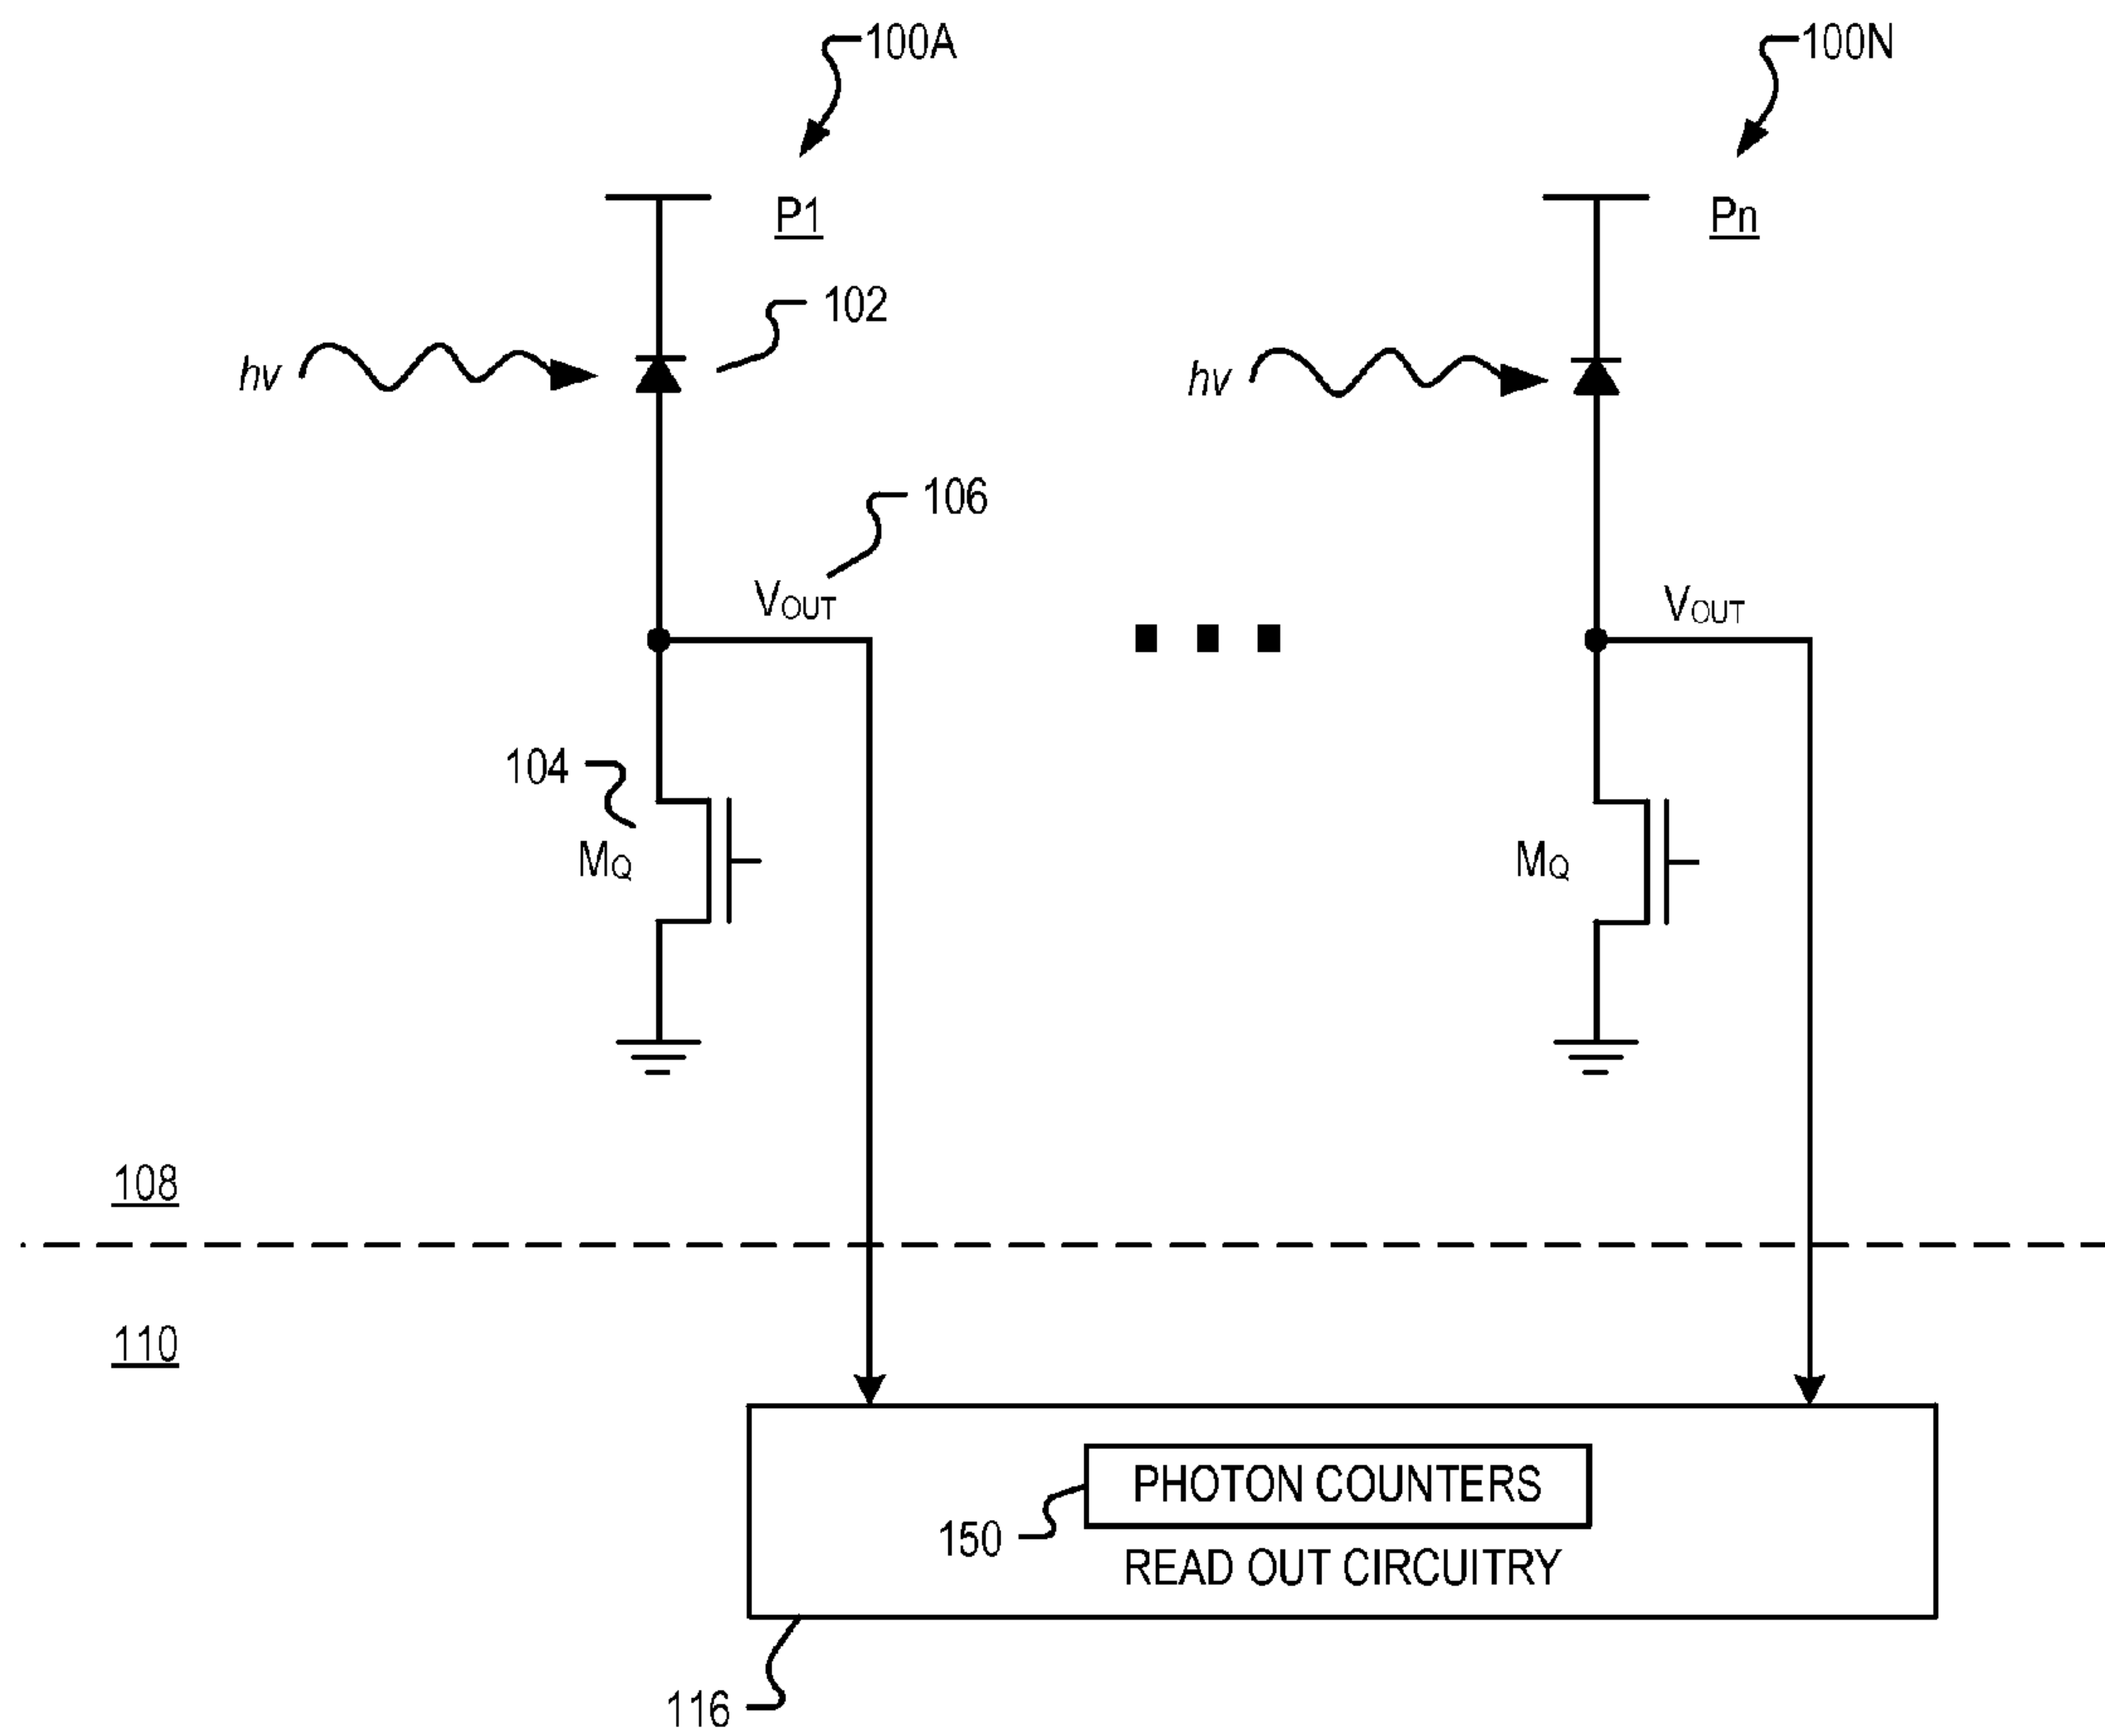 100A
100N
P1
Pn
102
hv
hv
106
VOUT
VOUT
104
MQ
MQ
108
110
PHOTON COUNTERS
150
READ OUT CIRCUITRY
116